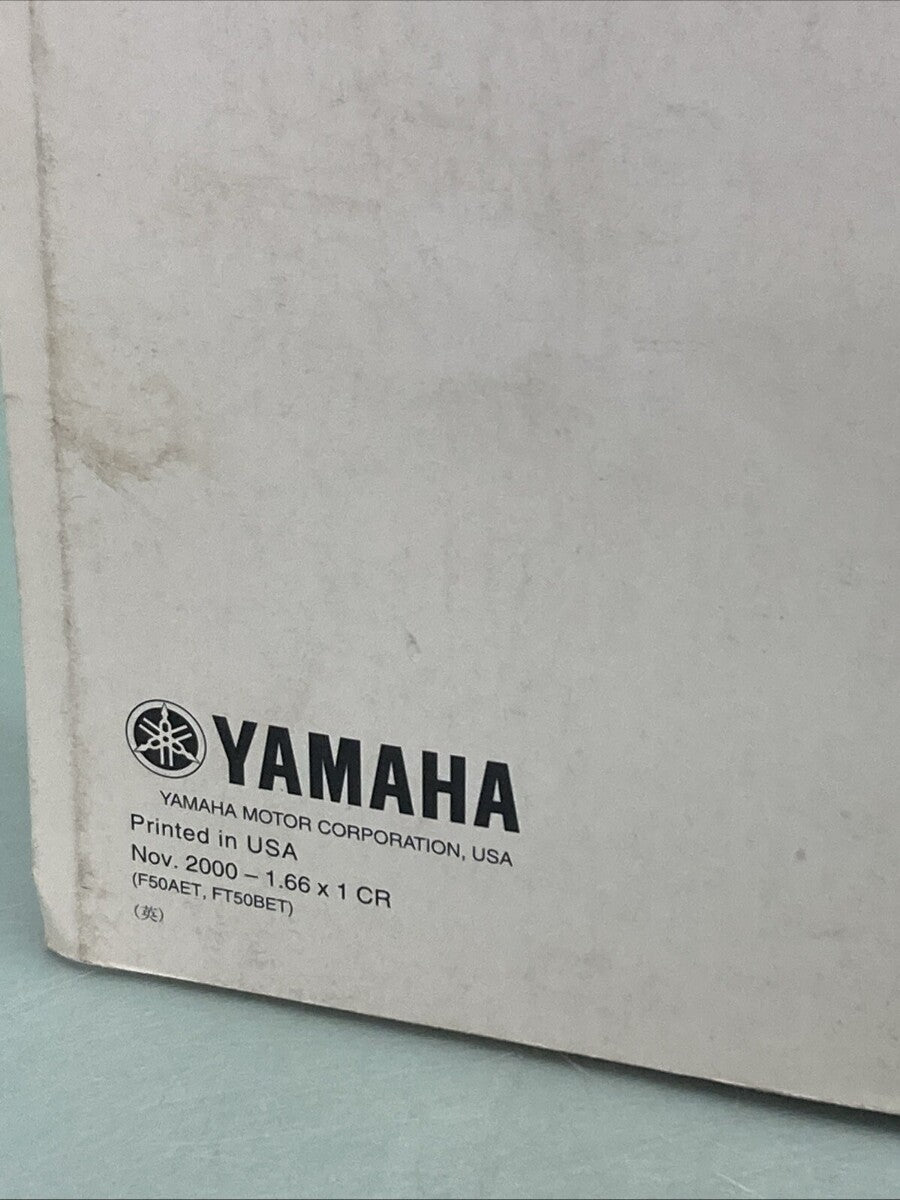 YAMAHA
YAMAHA MOTOR CORPORATION, USA
Printed in USA
Nov. 2000 – 1.66 x 1 CR
(F50AET, FT50BET)
(英)